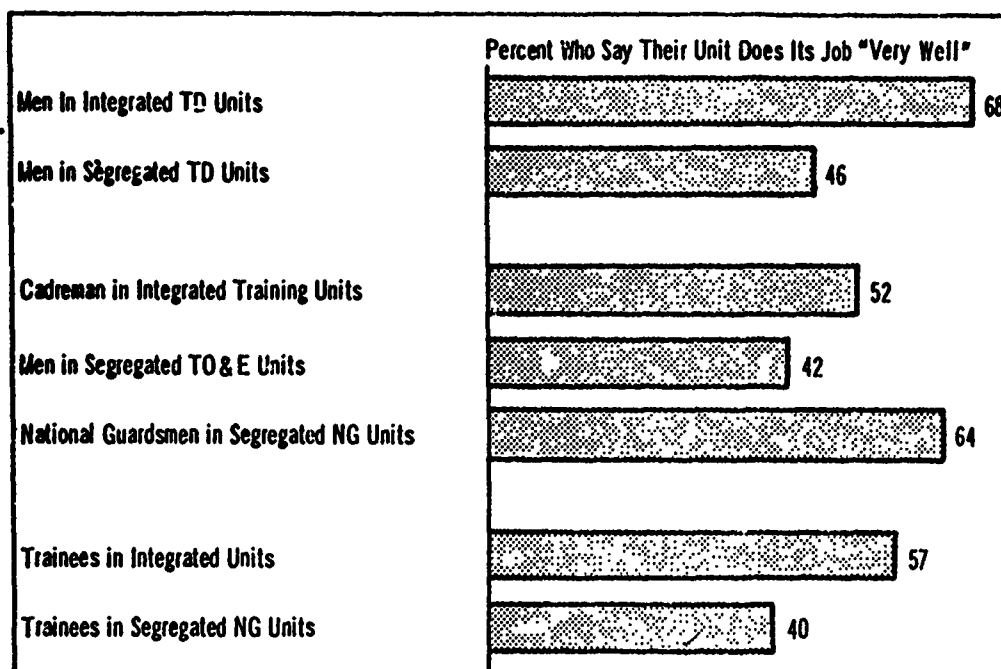 Percent Who Say Their Unit Does Its Job "Very Well"
Men In Integrated TD Units 68
Men in Segregated TD Units 46
Cadreman in Integrated Training Units 52
Men in Segregated TO & E Units 42
National Guardsmen in Segregated NG Units 64
Trainees in Integrated Units 57
Trainees in Segregated NG Units 40